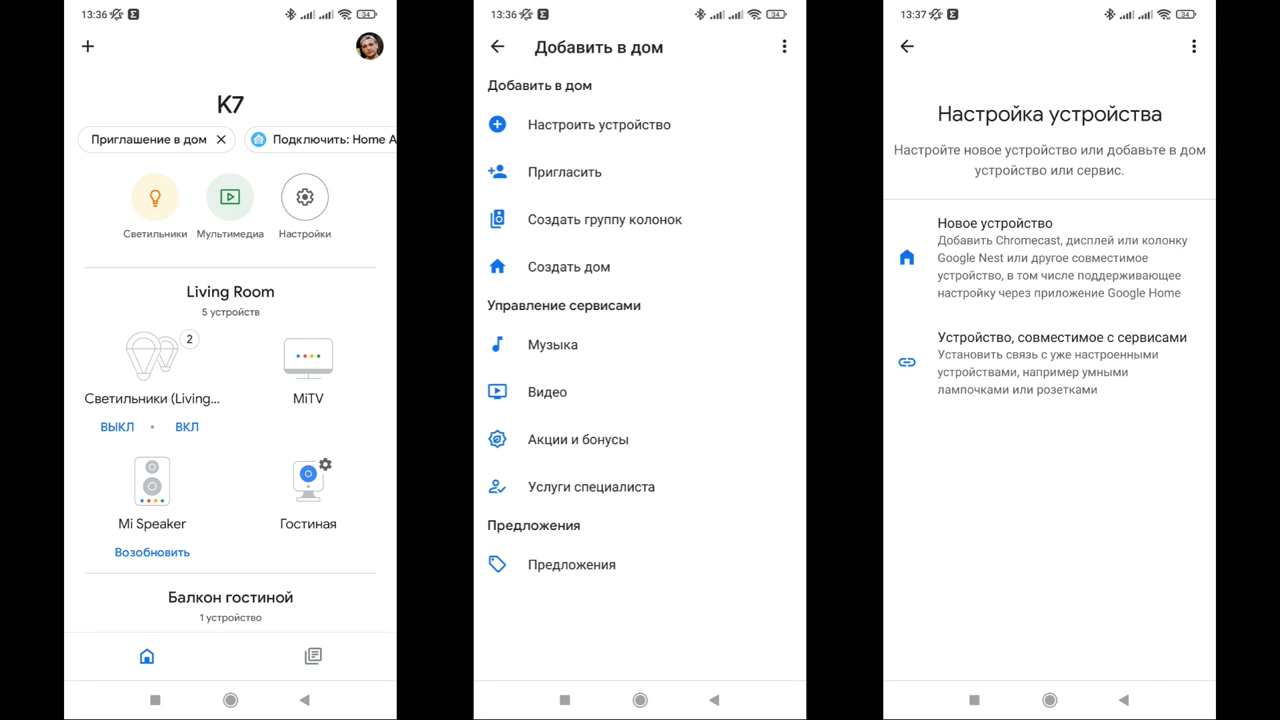 13:36
34
K7
Приглашение в дом
Подключить: Home A
Светильники
Мультимедиа
Настройки
Living Room
5 устройств
2
Светильники (Living...
MiTV
ВЫКЛ • ВКЛ
Mi Speaker
Гостиная
Возобновить
Балкон гостиной
1 устройство
13:36
34
Добавить в дом
Добавить в дом
Настроить устройство
Пригласить
Создать группу колонок
Создать дом
Управление сервисами
Музыка
Видео
Акции и бонусы
Услуги специалиста
Предложения
Предложения
13:37
34
Настройка устройства
Настройте новое устройство или добавьте в дом
устройство или сервис.
Новое устройство
Добавить Chromecast, дисплей или колонку
Google Nest или другое совместимое
устройство, в том числе поддерживающее
настройку через приложение Google Home
Устройство, совместимое с сервисами
Установить связь с уже настроенными
устройствами, например умными
лампочками или розетками